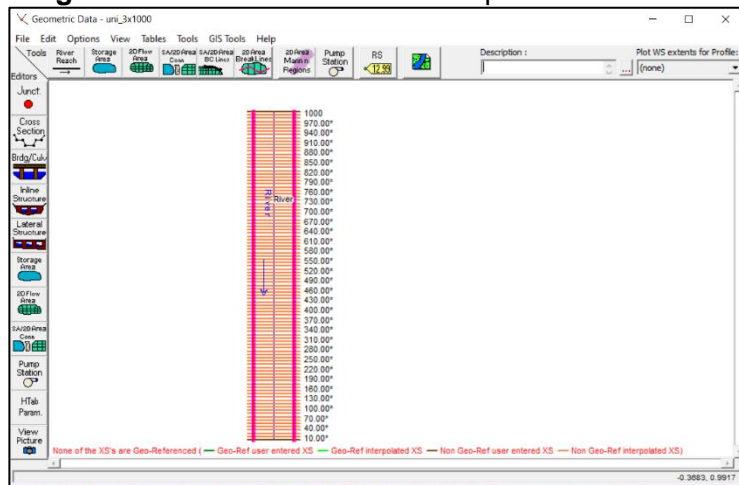 Geometric Data - uni_3x1000
File Edit Options View Tables Tools GIS Tools Help
Tools
Editors
River Reach
Storage Area
2D Flow Area
SA/2D Area Conn
SA/2D Area BC Lines
2D Area Break Lines
2D Area Mann n Regions
Pump Station
RS
12.99
Description :
Plot WS extents for Profile:
(none)
...
Junct.
Cross Section
Brdg/Culv
Inline Structure
Lateral Structure
Storage Area
2D Flow Area
SA/2D Area Conn
Pump Station
HTab Param.
View Picture
River
River
1000
970.00*
940.00*
910.00*
880.00*
850.00*
820.00*
790.00*
760.00*
730.00*
700.00*
670.00*
640.00*
610.00*
580.00*
550.00*
520.00*
490.00*
460.00*
430.00*
400.00*
370.00*
340.00*
310.00*
280.00*
250.00*
220.00*
190.00*
160.00*
130.00*
100.00*
70.00*
40.00*
10.00*
None of the XS's are Geo-Referenced ( — Geo-Ref user entered XS — Geo-Ref interpolated XS — Non Geo-Ref user entered XS — Non Geo-Ref interpolated XS)
-0.3683, 0.9917